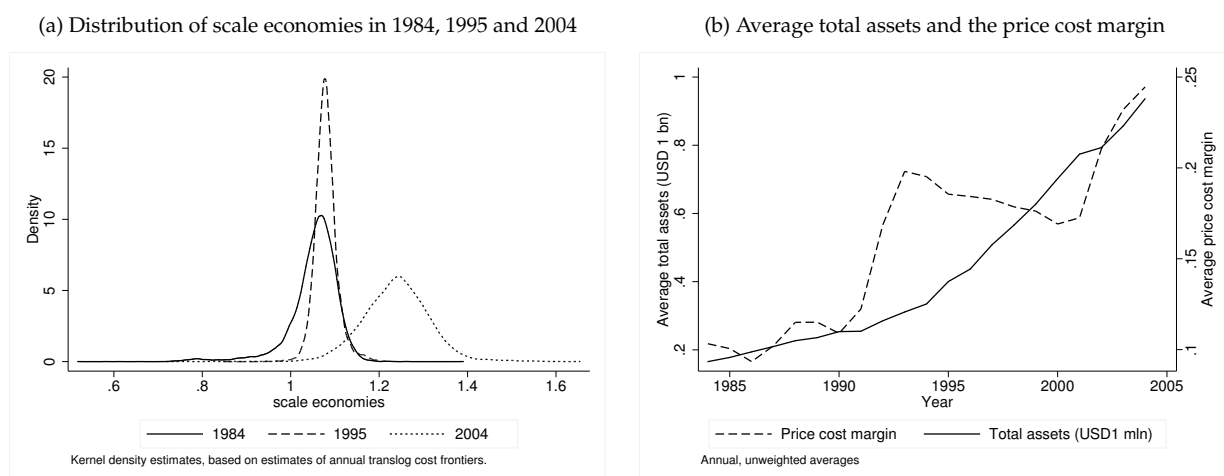 (a) Distribution of scale economies in 1984, 1995 and 2004
20
15
10
5
0
Density
.6 .8 1 1.2 1.4 1.6
scale economies
1984 1995 2004
Kernel density estimates, based on estimates of annual translog cost frontiers.
(b) Average total assets and the price cost margin
1
.8
.6
.4
.2
Average total assets (USD 1 bn)
.25
.2
.15
.1
Average price cost margin
1985 1990 1995 2000 2005
Year
Price cost margin Total assets (USD1 mln)
Annual, unweighted averages